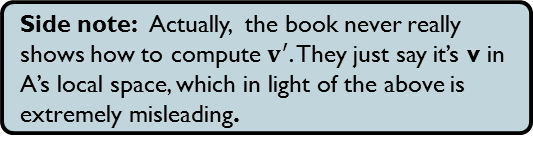 Side note: Actually, the book never really
shows how to compute v′. They just say it's v in
A's local space, which in light of the above is
extremely misleading.